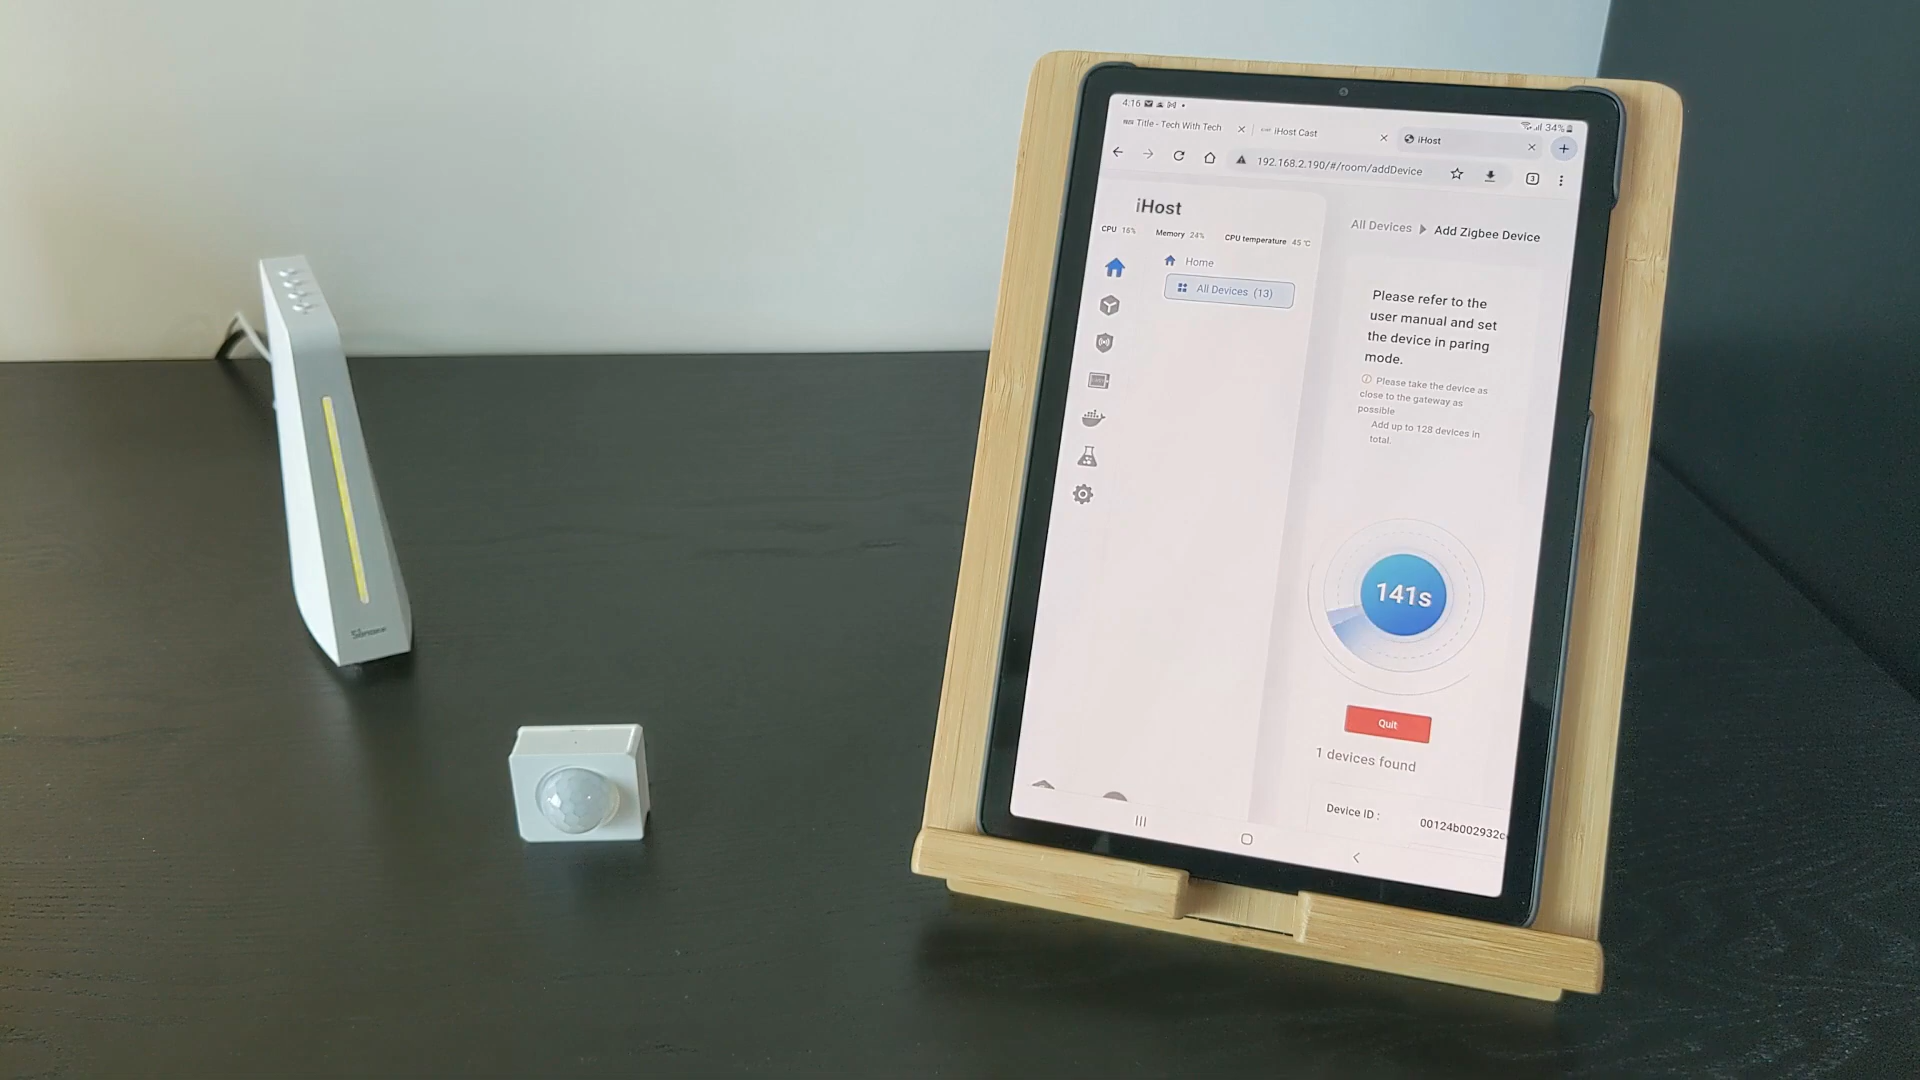 4:16
34%
Title - Tech With Tech
iHost Cast
iHost
192.168.2.190/#/room/addDevice
3
iHost
CPU 16% Memory 24% CPU temperature 45 °C
Home
All Devices (13)
All Devices Add Zigbee Device
Please refer to the
user manual and set
the device in paring
mode.
Please take the device as
close to the gateway as
possible
Add up to 128 devices in
total.
141s
Quit
1 devices found
Device ID : 00124b002932c
SONOFF